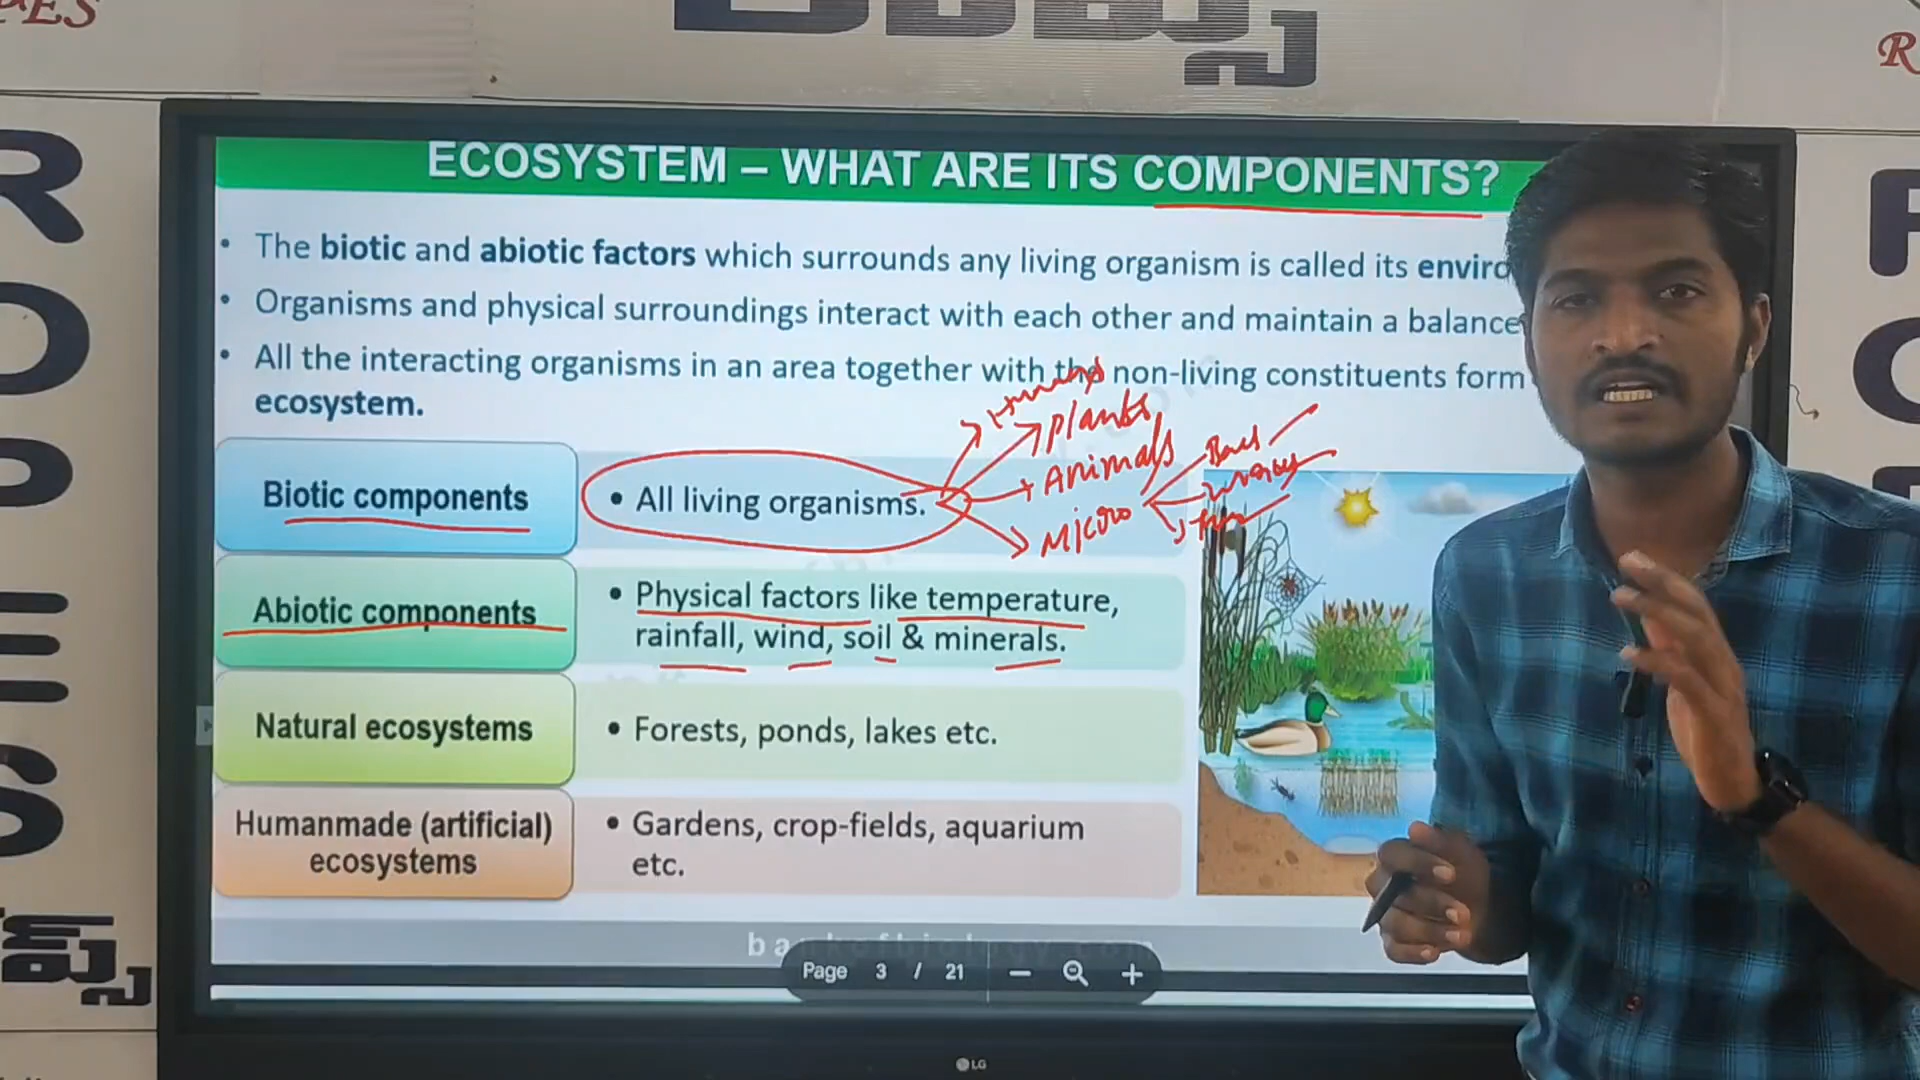 ES
R
R
O
P
E
S
ప్స్
R
O
ECOSYSTEM – WHAT ARE ITS COMPONENTS?
• The biotic and abiotic factors which surrounds any living organism is called its enviro
• Organisms and physical surroundings interact with each other and maintain a balance
• All the interacting organisms in an area together with the non-living constituents form
ecosystem.
Humans
Plants
Animals
Micro
Biotic components
• All living organisms.
Abiotic components
• Physical factors like temperature,
rainfall, wind, soil & minerals.
Natural ecosystems
• Forests, ponds, lakes etc.
Humanmade (artificial)
ecosystems
• Gardens, crop-fields, aquarium
etc.
Page 3 / 21
LG